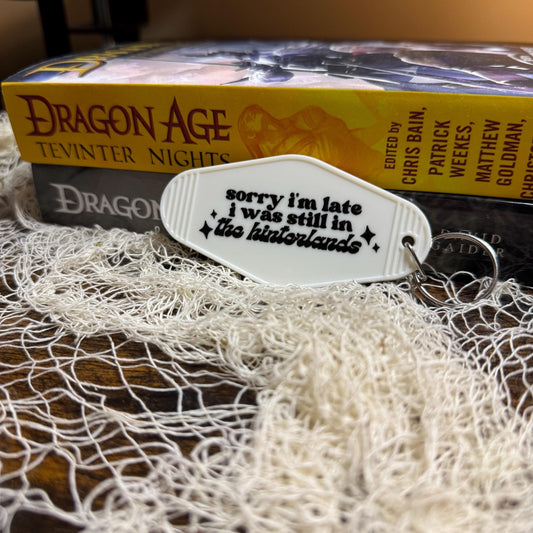 DRAGON AGE
TEVINTER NIGHTS
EDITED BY
CHRIS BAIN,
PATRICK
WEEKES,
MATTHEW
GOLDMAN,
DRAGON
GAIDER
sorry i'm late
i was still in
the hinterlands